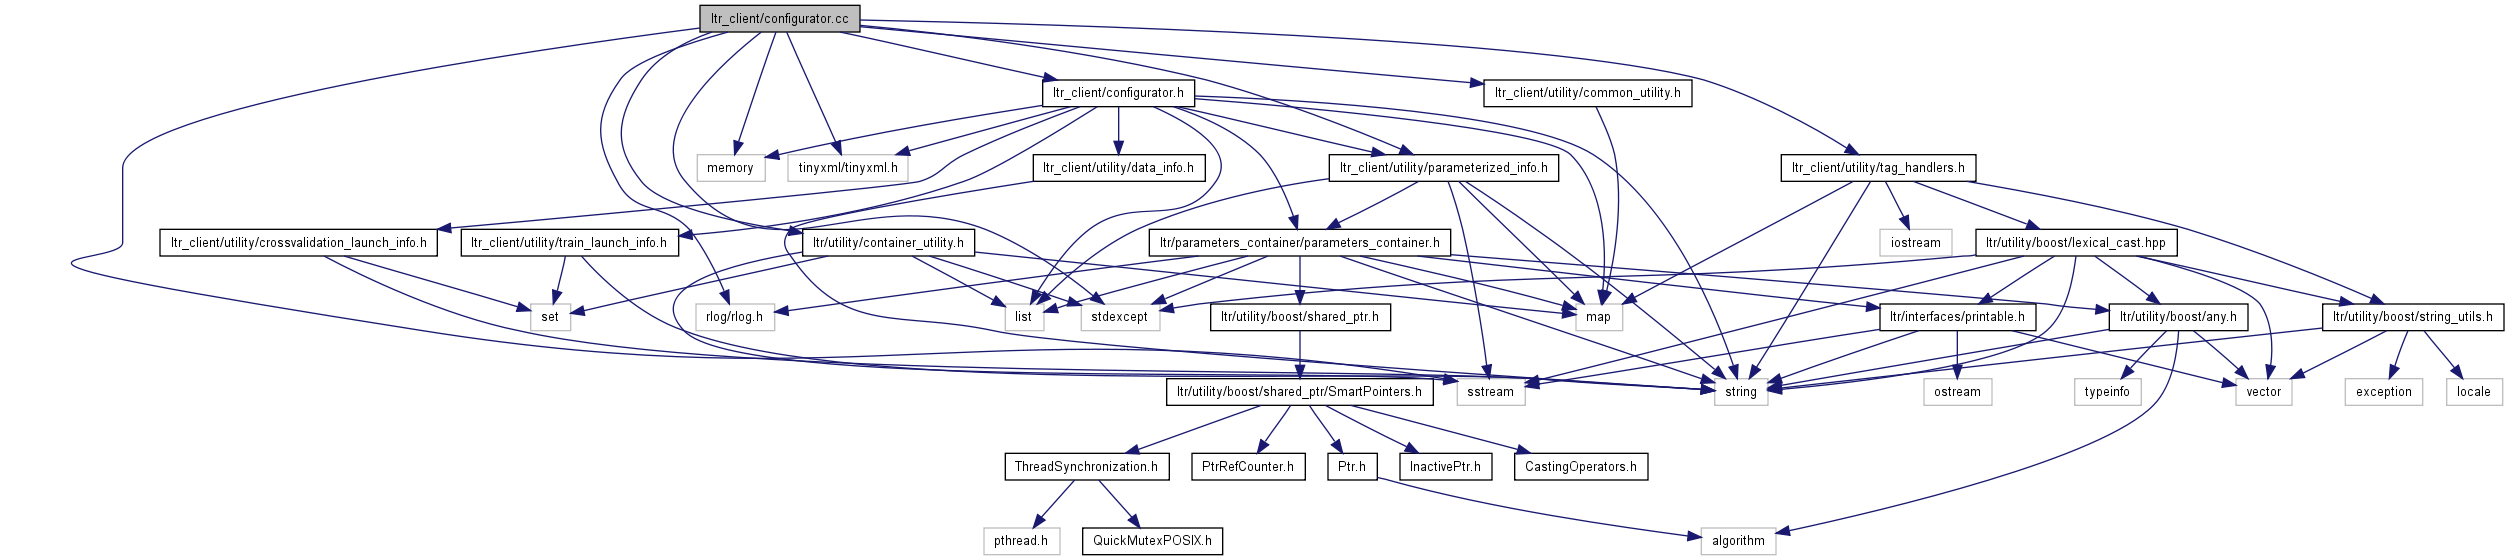 ltr_client/configurator.cc
ltr_client/configurator.h
ltr_client/utility/common_utility.h
memory
tinyxml/tinyxml.h
ltr_client/utility/data_info.h
ltr_client/utility/parameterized_info.h
ltr_client/utility/tag_handlers.h
ltr_client/utility/crossvalidation_launch_info.h
ltr_client/utility/train_launch_info.h
ltr/utility/container_utility.h
ltr/parameters_container/parameters_container.h
iostream
ltr/utility/boost/lexical_cast.hpp
set
rlog/rlog.h
list
stdexcept
ltr/utility/boost/shared_ptr.h
map
ltr/interfaces/printable.h
ltr/utility/boost/any.h
ltr/utility/boost/string_utils.h
ltr/utility/boost/shared_ptr/SmartPointers.h
sstream
string
ostream
typeinfo
vector
exception
locale
ThreadSynchronization.h
PtrRefCounter.h
Ptr.h
InactivePtr.h
CastingOperators.h
pthread.h
QuickMutexPOSIX.h
algorithm